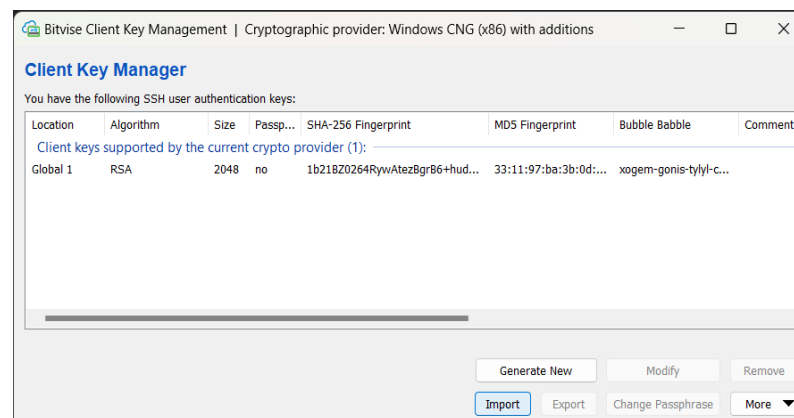 Bitvise Client Key Management | Cryptographic provider: Windows CNG (x86) with additions
Client Key Manager
You have the following SSH user authentication keys:
Location Algorithm Size Passp... SHA-256 Fingerprint MD5 Fingerprint Bubble Babble Comment
Client keys supported by the current crypto provider (1):
Global 1 RSA 2048 no 1b21BZ0264RywAtezBgrB6+hud... 33:11:97:ba:3b:0d:... xogem-gonis-tylyl-c...
Generate New Modify Remove
Import Export Change Passphrase More